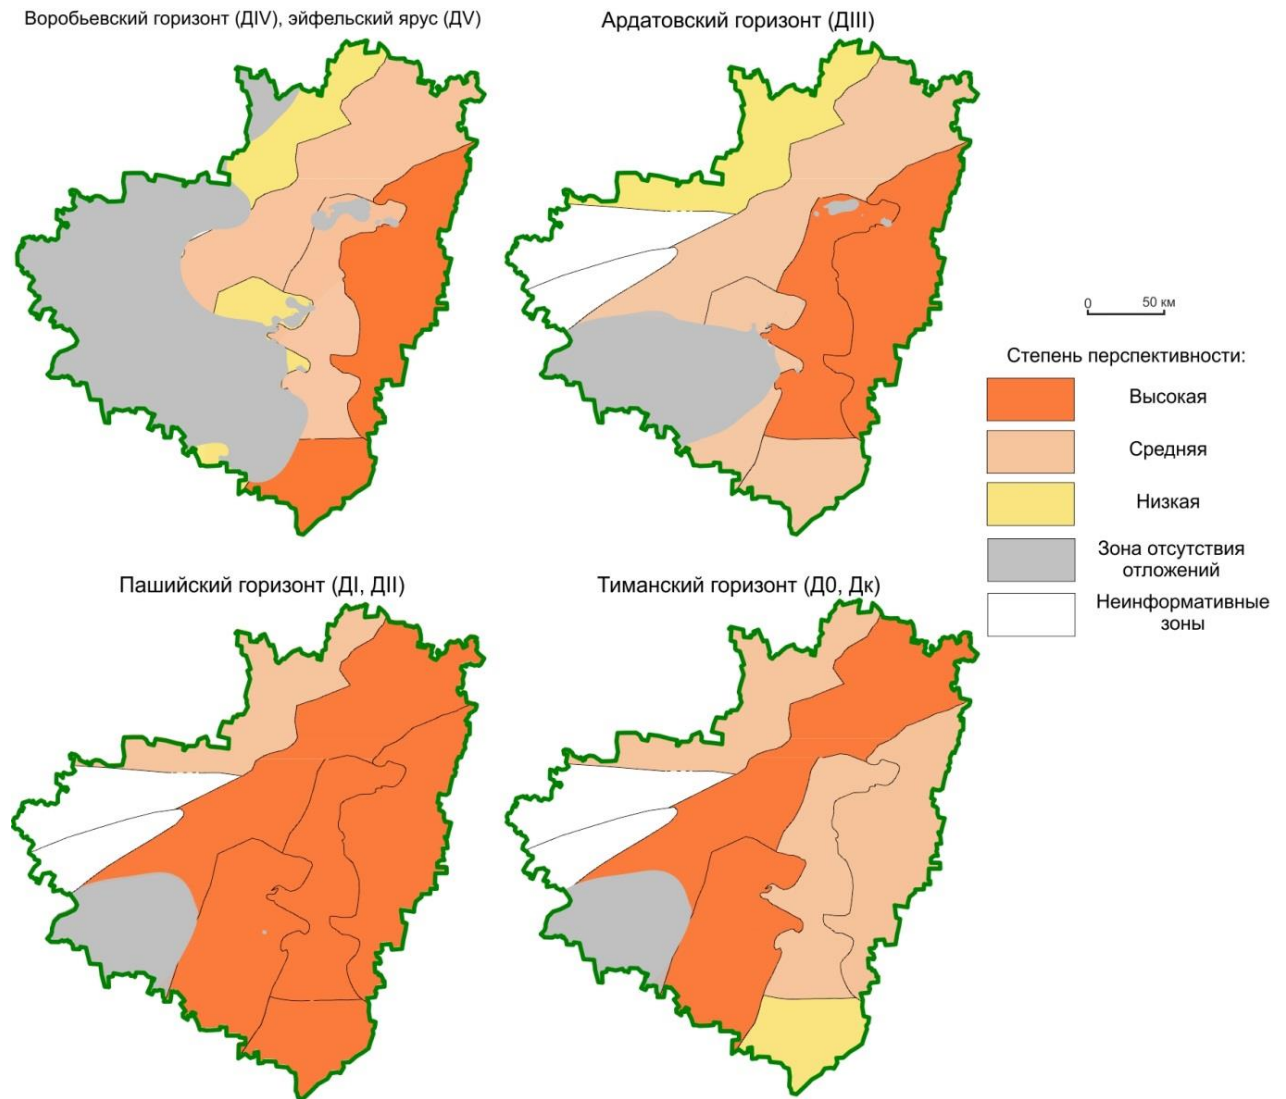 Воробьевский горизонт (ДIV), эйфельский ярус (ДV)
Ардатовский горизонт (ДIII)
0 50 км
Степень перспективности:
Высокая
Средняя
Низкая
Зона отсутствия
отложений
Неинформативные
зоны
Пашийский горизонт (ДI, ДII)
Тиманский горизонт (Д0, Дк)